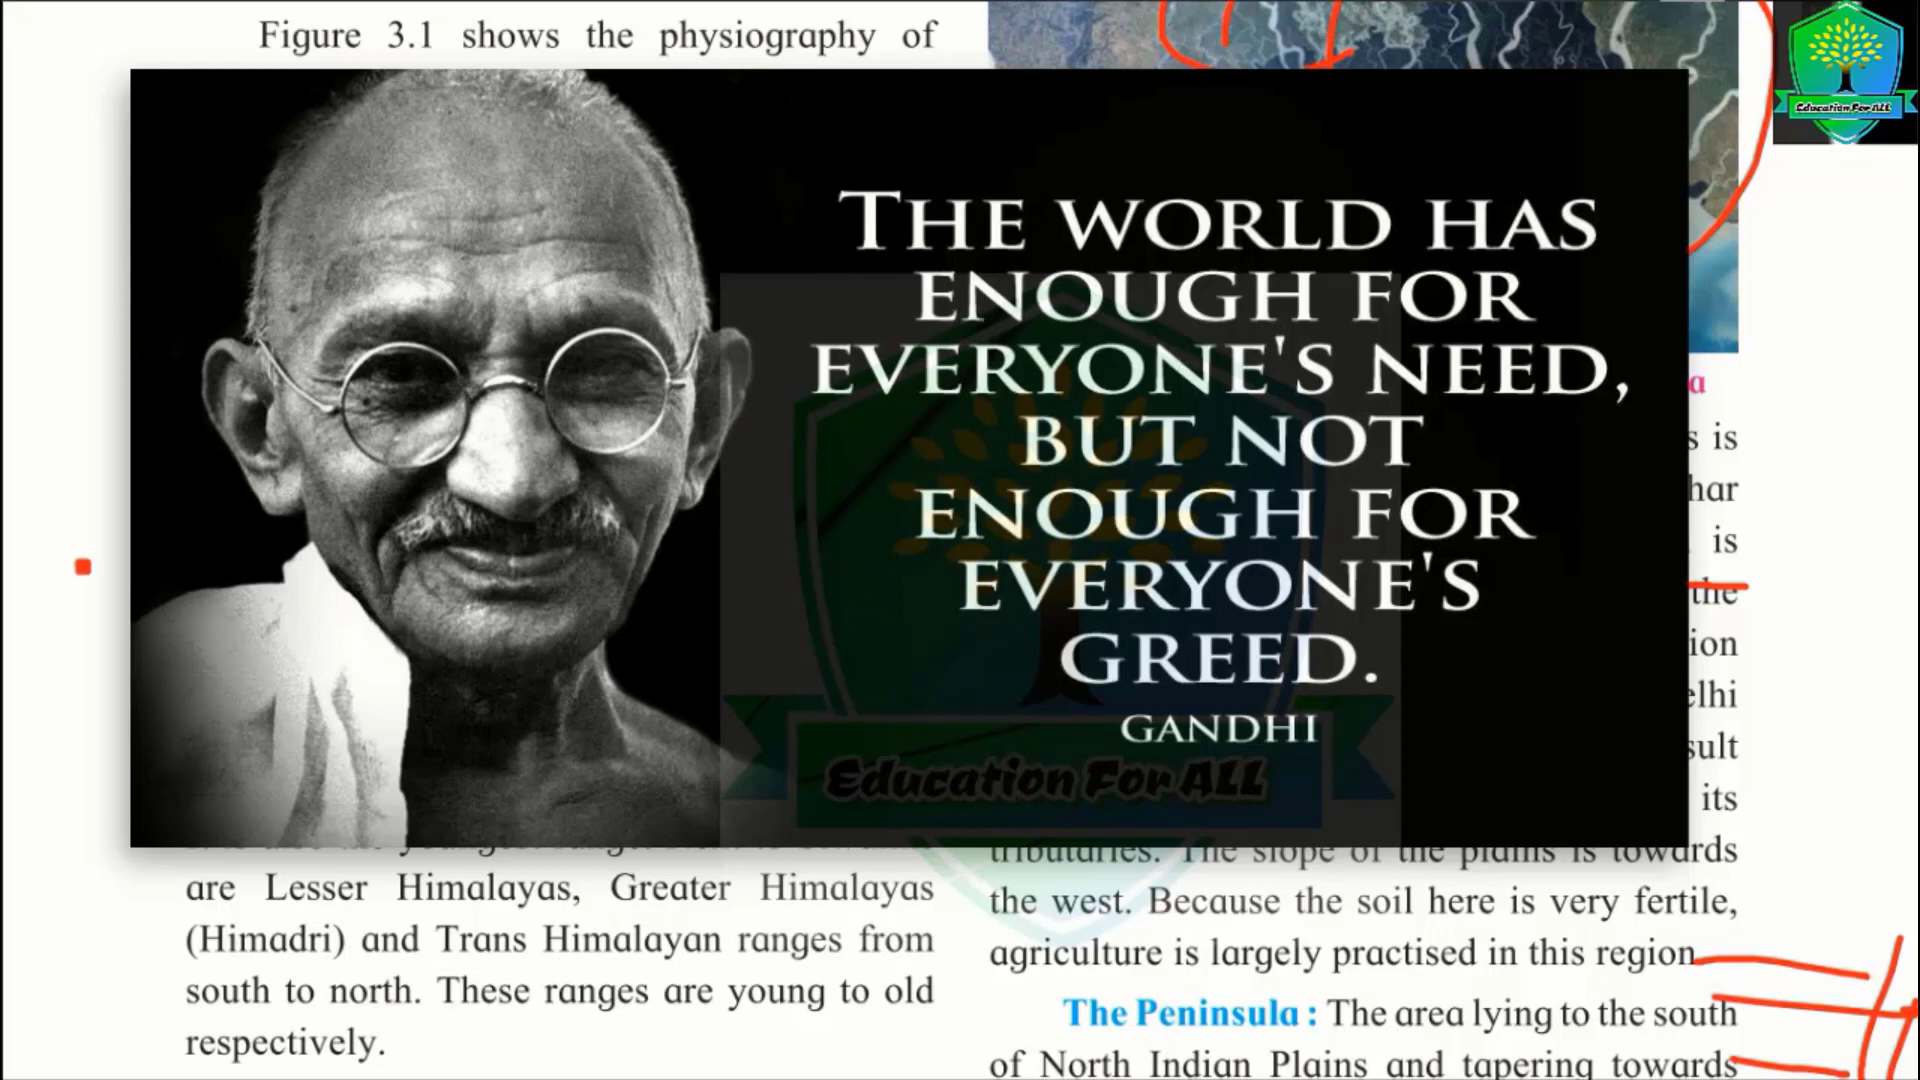 Figure 3.1 shows the physiography of
THE WORLD HAS
ENOUGH FOR
EVERYONE'S NEED,
BUT NOT
ENOUGH FOR
EVERYONE'S
GREED.
GANDHI
Education For ALL
are Lesser Himalayas, Greater Himalayas
(Himadri) and Trans Himalayan ranges from
south to north. These ranges are young to old
respectively.
Education For ALL
is
is
the
its
tributaries. The slope of the plains is towards
the west. Because the soil here is very fertile,
agriculture is largely practised in this region
The Peninsula : The area lying to the south
of North Indian Plains and tapering towards